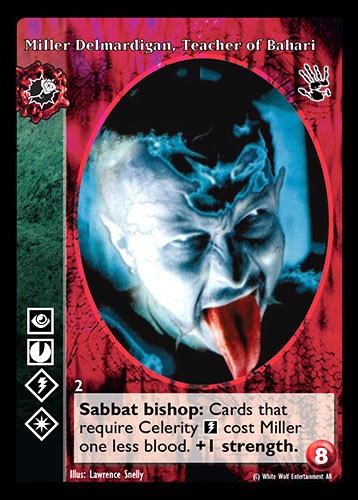 Miller Delmardigan, Teacher of Bahari
2
Sabbat bishop: Cards that
require Celerity cost Miller
one less blood. +1 strength.
8
Illus: Lawrence Snelly
(C) White Wolf Entertainment AB